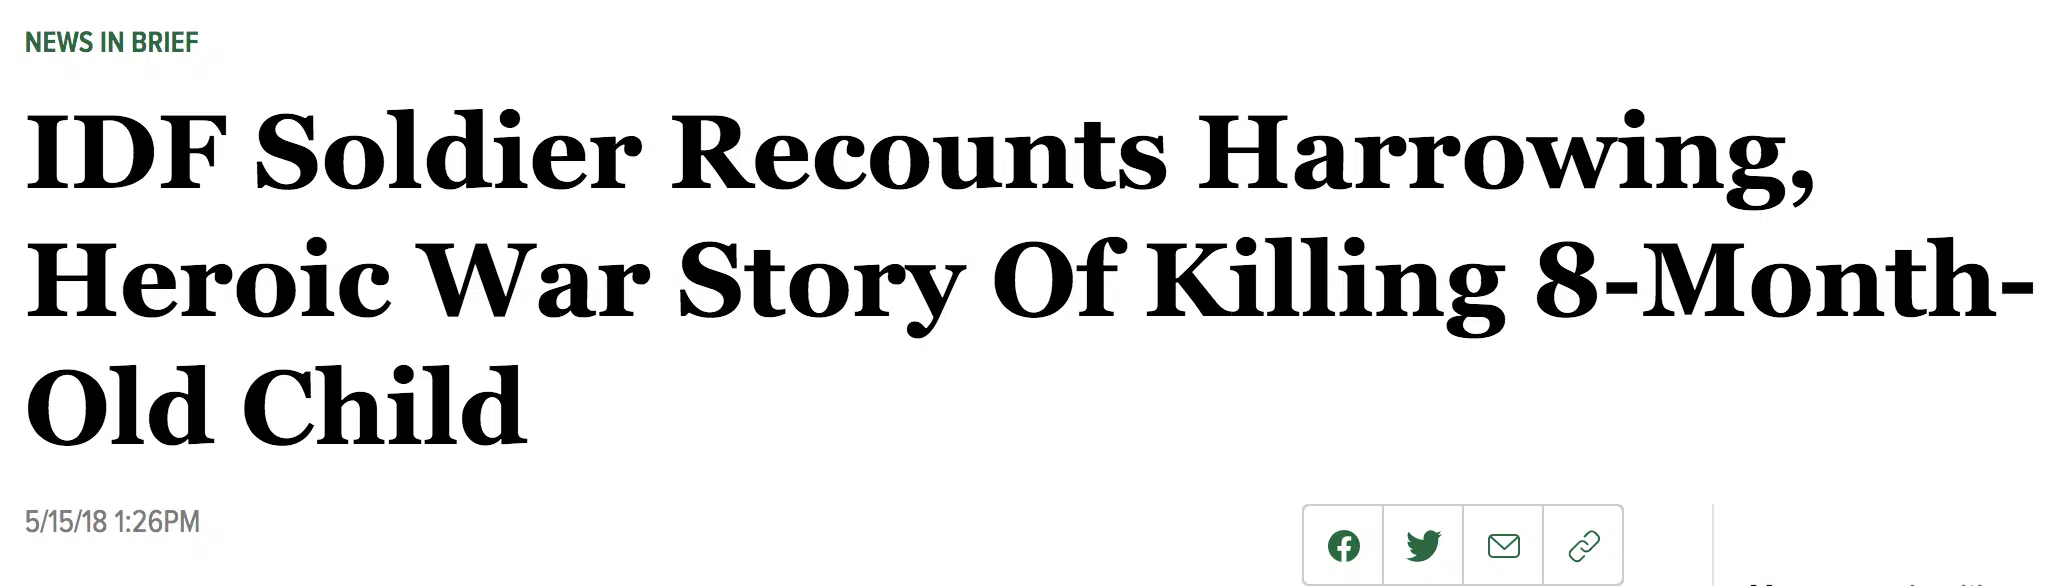 NEWS IN BRIEF
IDF Soldier Recounts Harrowing,
Heroic War Story Of Killing 8-Month-
Old Child
5/15/18 1:26PM